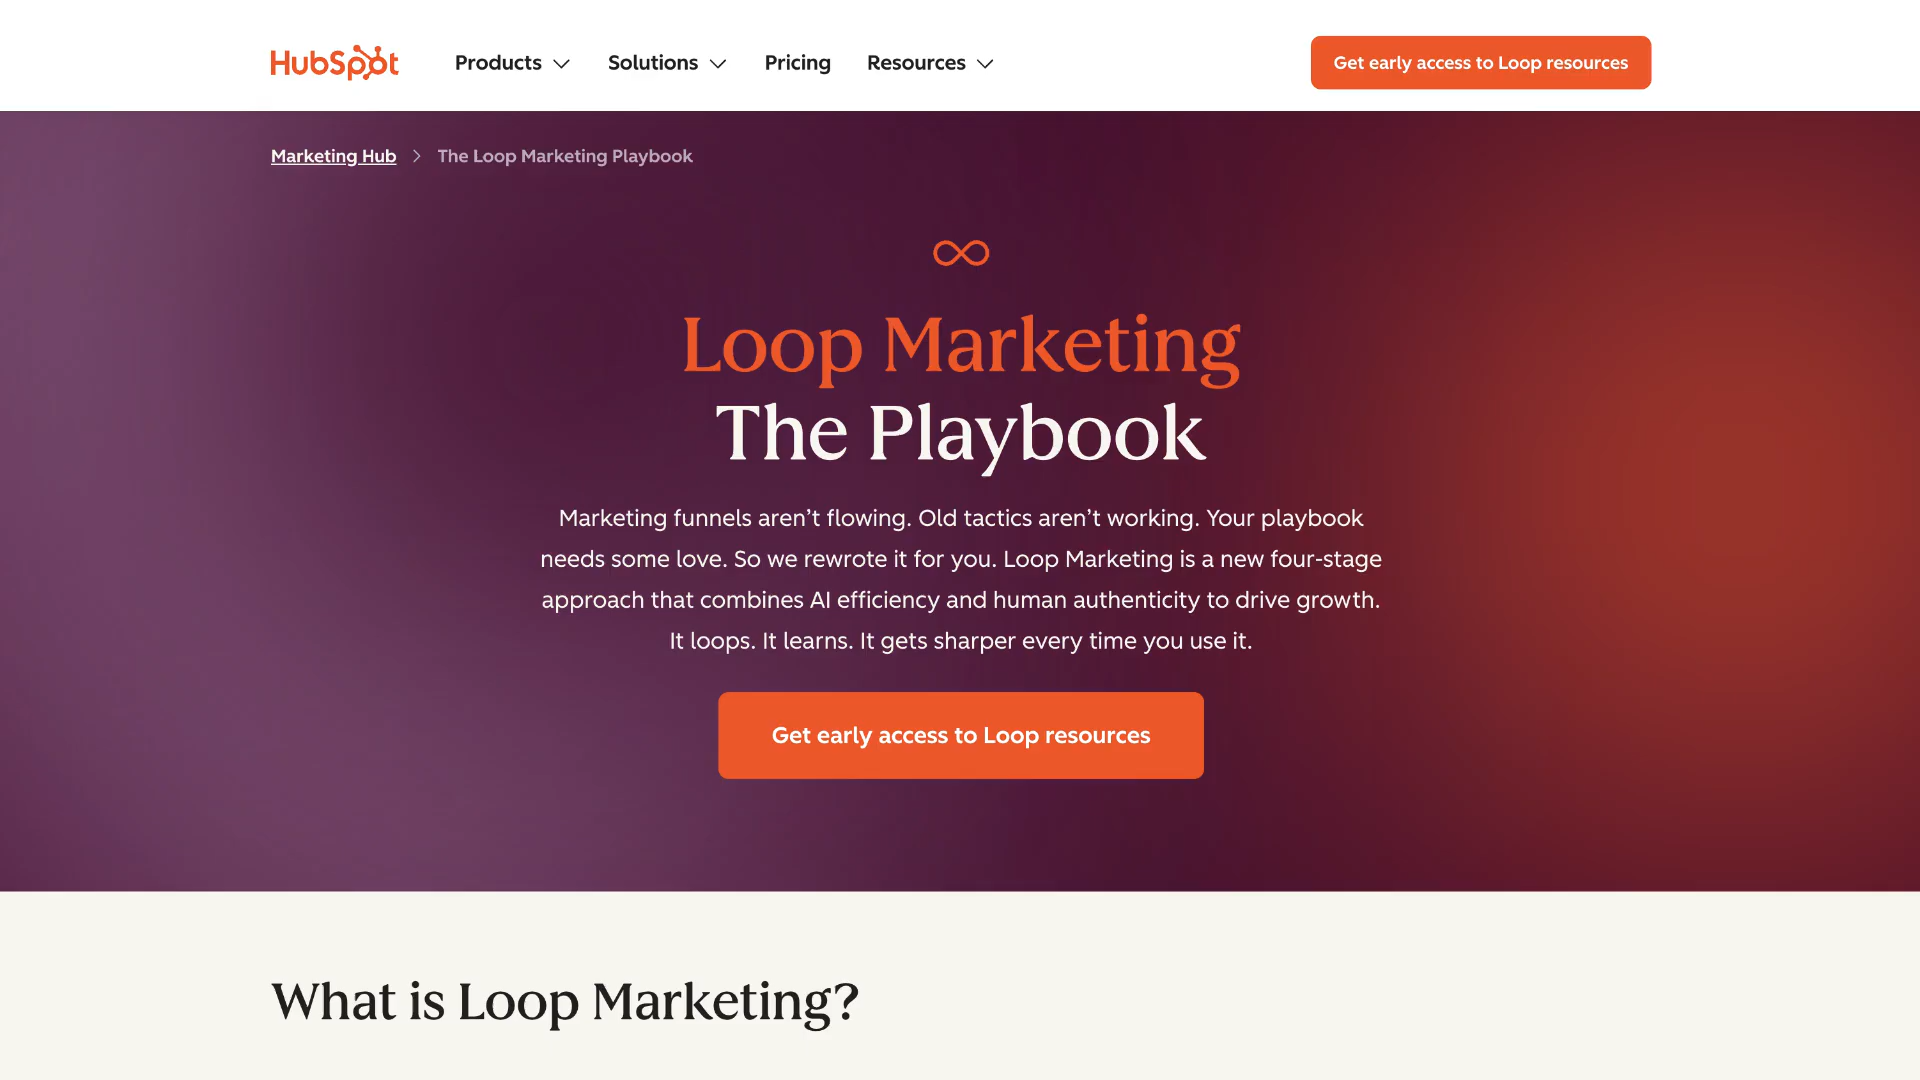 HubSpot
Products
Solutions
Pricing
Resources
Get early access to Loop resources
Marketing Hub
The Loop Marketing Playbook
Loop Marketing
The Playbook
Marketing funnels aren’t flowing. Old tactics aren’t working. Your playbook
needs some love. So we rewrote it for you. Loop Marketing is a new four-stage
approach that combines AI efficiency and human authenticity to drive growth.
It loops. It learns. It gets sharper every time you use it.
Get early access to Loop resources
What is Loop Marketing?